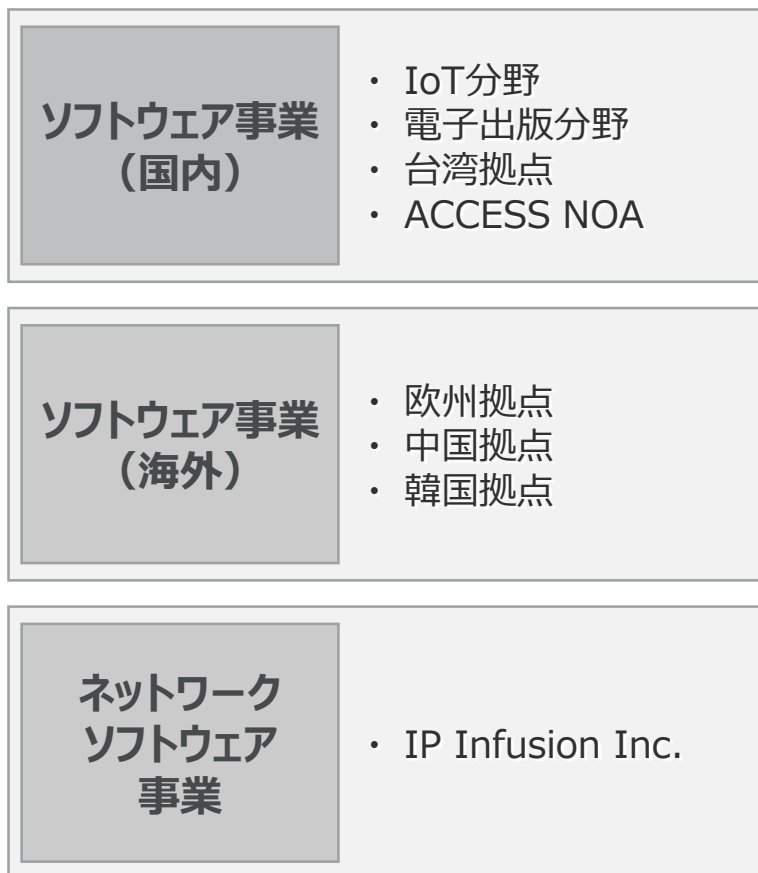 ソフトウェア事業
（国内）
・ IoT分野
・ 電子出版分野
・ 台湾拠点
・ ACCESS NOA
ソフトウェア事業
（海外）
・ 欧州拠点
・ 中国拠点
・ 韓国拠点
ネットワーク
ソフトウェア
事業
・ IP Infusion Inc.